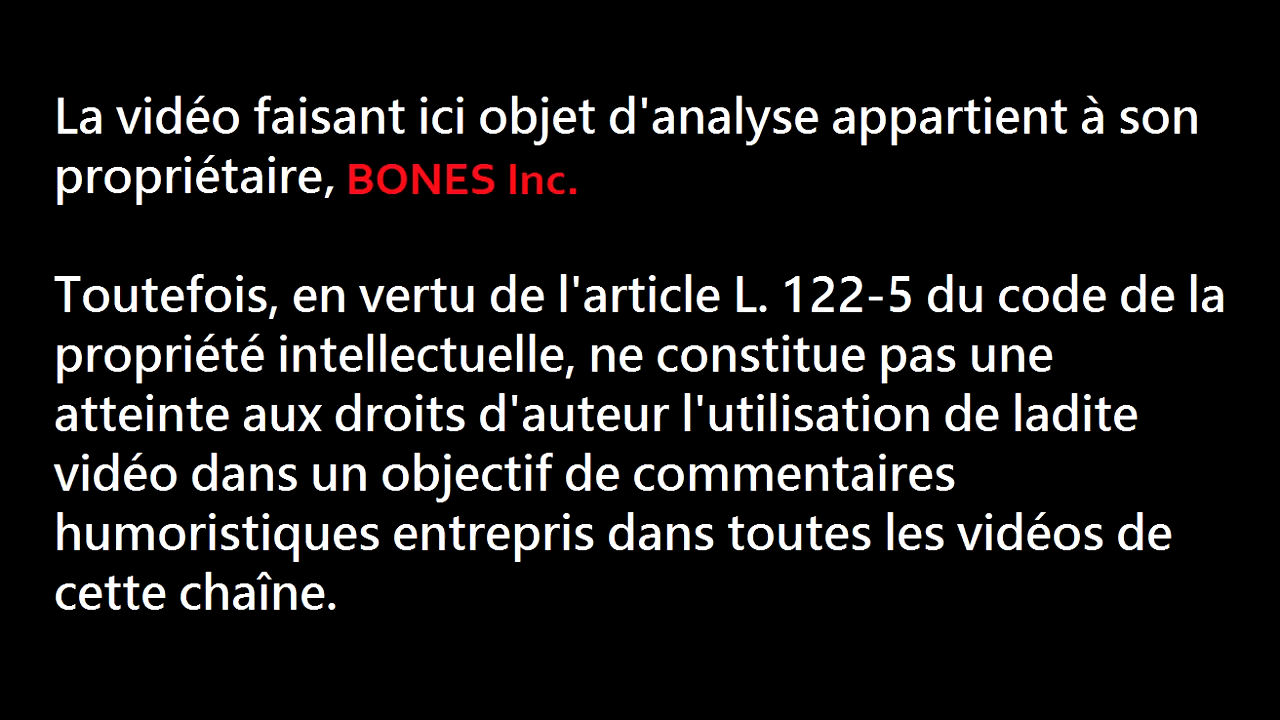 La vidéo faisant ici objet d'analyse appartient à son
propriétaire, BONES Inc.
Toutefois, en vertu de l'article L. 122-5 du code de la
propriété intellectuelle, ne constitue pas une
atteinte aux droits d'auteur l'utilisation de ladite
vidéo dans un objectif de commentaires
humoristiques entrepris dans toutes les vidéos de
cette chaîne.